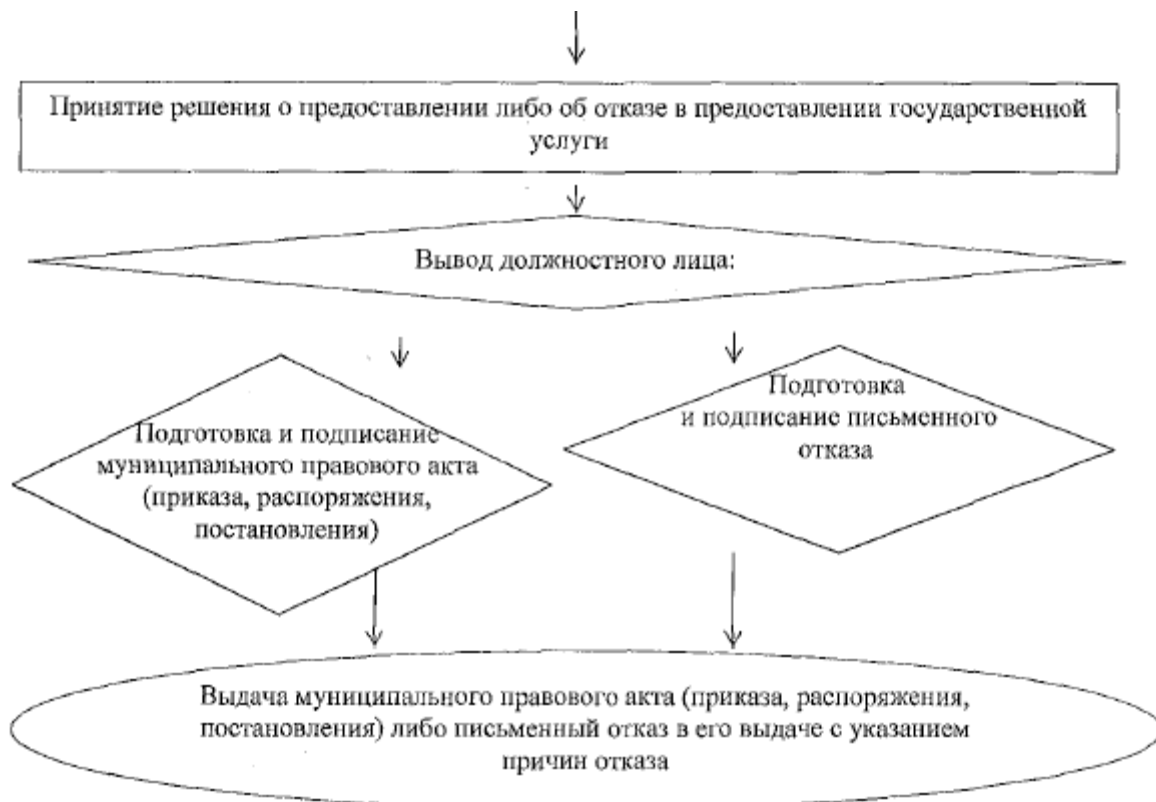 Принятие решения о предоставлении либо об отказе в предоставлении государственной
услуги
Вывод должностного лица:
Подготовка и подписание
муниципального правового акта
(приказа, распоряжения,
постановления)
Подготовка
и подписание письменного
отказа
Выдача муниципального правового акта (приказа, распоряжения,
постановления) либо письменный отказ в его выдаче с указанием
причин отказа